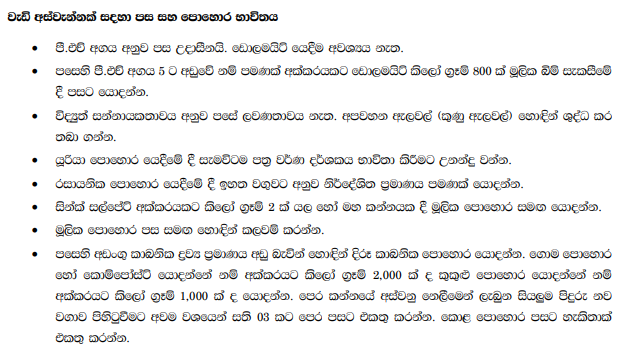 වැඩි අස්වැන්නක් සඳහා පස සහ පොහොර භාවිතය
• පී.එච් අගය අනුව පස උදාසීනයි. ඩොලමයිට් යෙදීම අවශ්‍යය නැත.
• පසෙහි පී.එච් අගය 5 ට අඩුවේ නම් පමණක් අක්කරයකට ඩොලමයිට් කිලෝ ග්‍රෑම් 800 ක් මූලික බිම් සැකසීමේ
දී පසට යොදන්න.
• විද්‍යුත් සන්නායකතාවය අනුව පසේ ලවණතාවය නැත. අපවහන ඇලවල් (කුණු ඇලවල්) හොඳින් ශුද්ධ කර
තබා ගන්න.
• යූරියා පොහොර යෙදීමේ දී සැමවිටම පත්‍ර වර්ණ දර්ශකය භාවිතා කිරීමට උනන්දු වන්න.
• රසායනික පොහොර යෙදීමේ දී ඉහත වගුවට අනුව නිර්දේශිත ප්‍රමාණය පමණක් යොදන්න.
• සින්ක් සල්පේට් අක්කරයකට කිලෝ ග්‍රෑම් 2 ක් යල හෝ මහ කන්නයක දී මූලික පොහොර සමඟ යොදන්න.
• මූලික පොහොර පස සමඟ හොඳින් කලවම් කරන්න.
• පසෙහි අඩංගු කාබනික ද්‍රව්‍ය ප්‍රමාණය අඩු බැවින් හොඳින් දිරූ කාබනික පොහොර යොදන්න. ගොම පොහොර
හෝ කොම්පෝස්ට් යොදන්නේ නම් අක්කරයට කිලෝ ග්‍රෑම් 2,000 ක් ද කුකුළු පොහොර යොදන්නේ නම්
අක්කරයට කිලෝ ග්‍රෑම් 1,000 ක් ද යොදන්න. පෙර කන්නයේ අස්වනු නෙලීමෙන් ලැබුන සියලුම පිදුරු නව
වගාව පිහිටුවීමට අවම වශයෙන් සති 03 කට පෙර පසට එකතු කරන්න. කොළ පොහොර පසට හැකිතාක්
එකතු කරන්න.